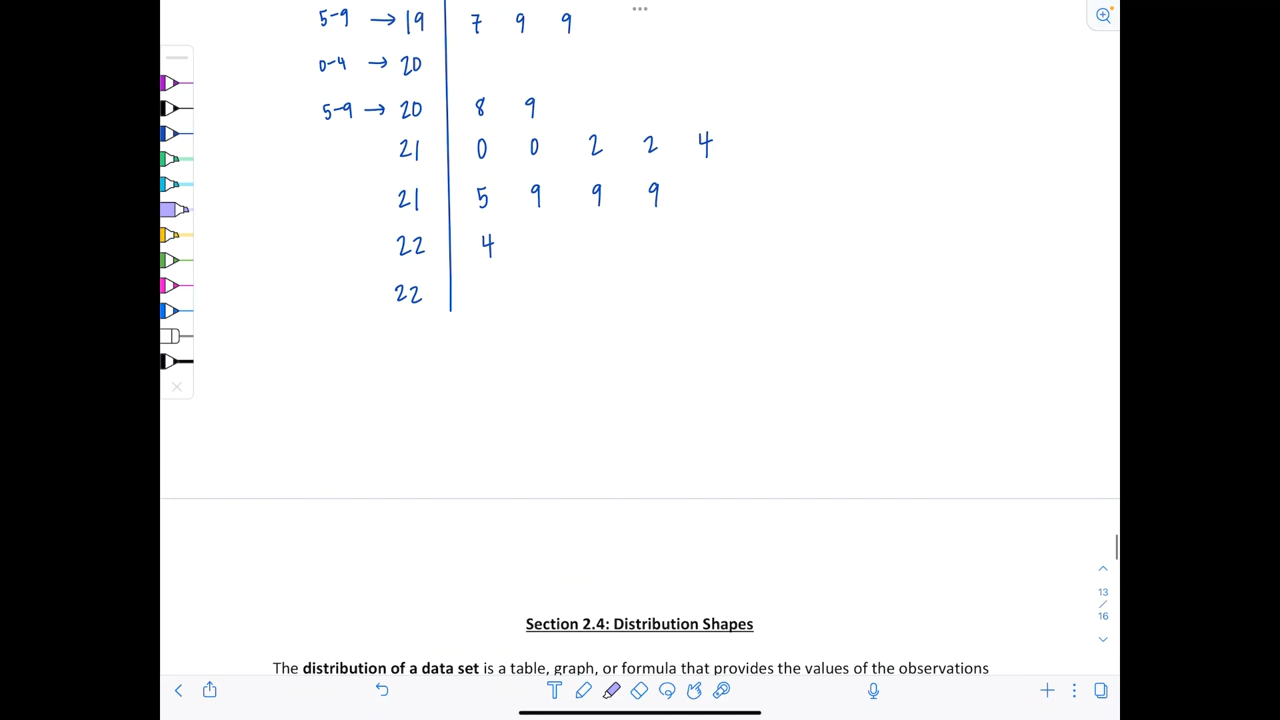 5-9 → 19 | 7 9 9
0-4 → 20 |
5-9 → 20 | 8 9
21 | 0 0 2 2 4
21 | 5 9 9 9
22 | 4
22 |
13
/
16
Section 2.4: Distribution Shapes
The distribution of a data set is a table, graph, or formula that provides the values of the observations